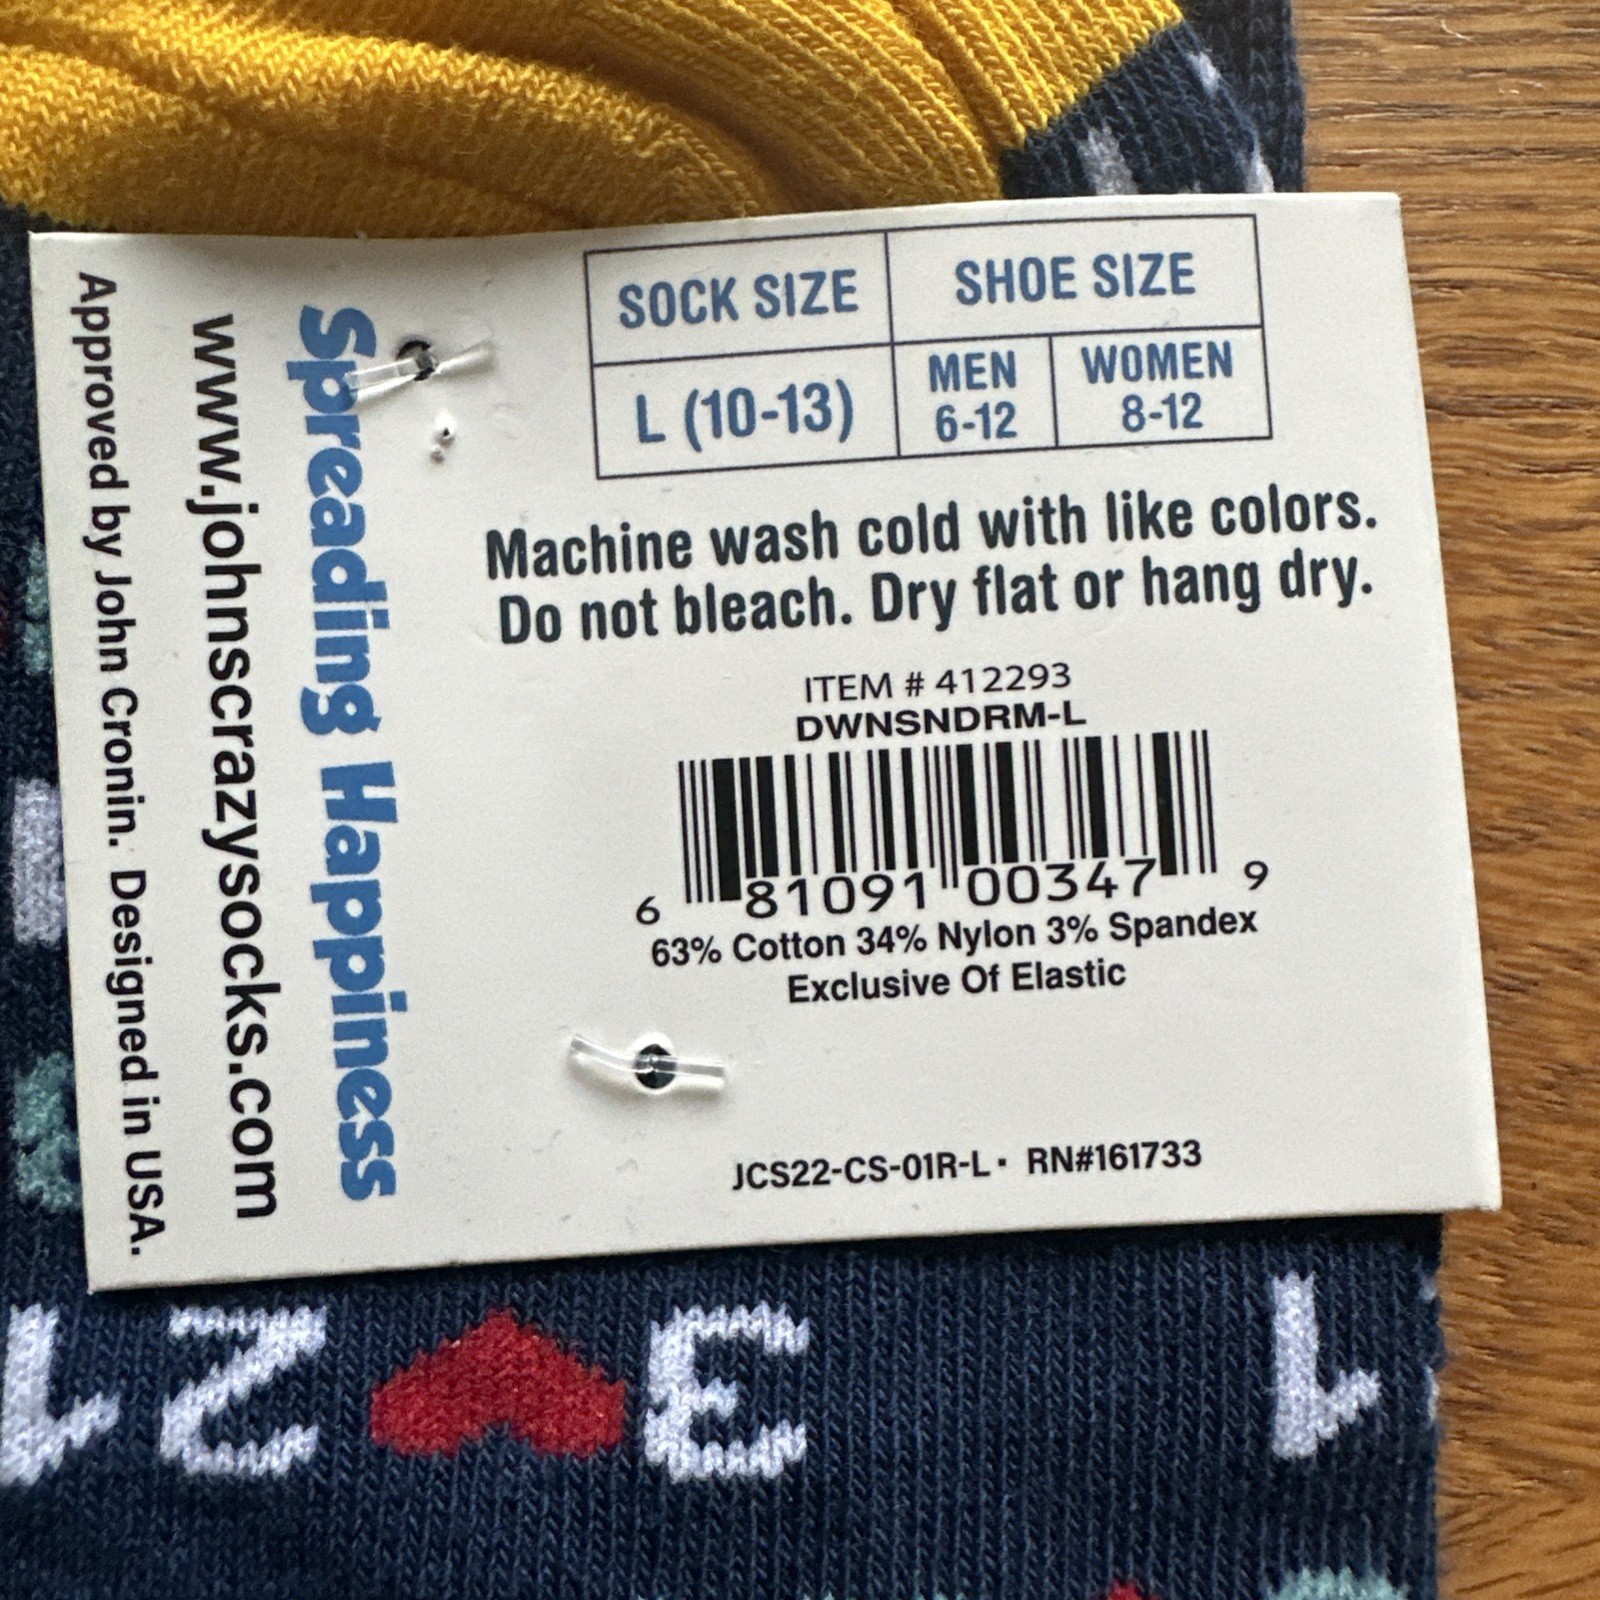 SOCK SIZE
SHOE SIZE
L (10-13)
MEN
6-12
WOMEN
8-12
Machine wash cold with like colors.
Do not bleach. Dry flat or hang dry.
ITEM # 412293
DWNSNDRM-L
6 81091 00347 9
63% Cotton 34% Nylon 3% Spandex
Exclusive Of Elastic
JCS22-CS-01R-L · RN#161733
Spreading Happiness
www.johnscrazysocks.com
Approved by John Cronin. Designed in USA.